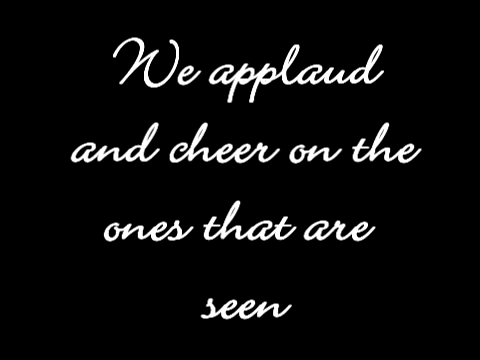 We applaud
and cheer on the
ones that are
seen